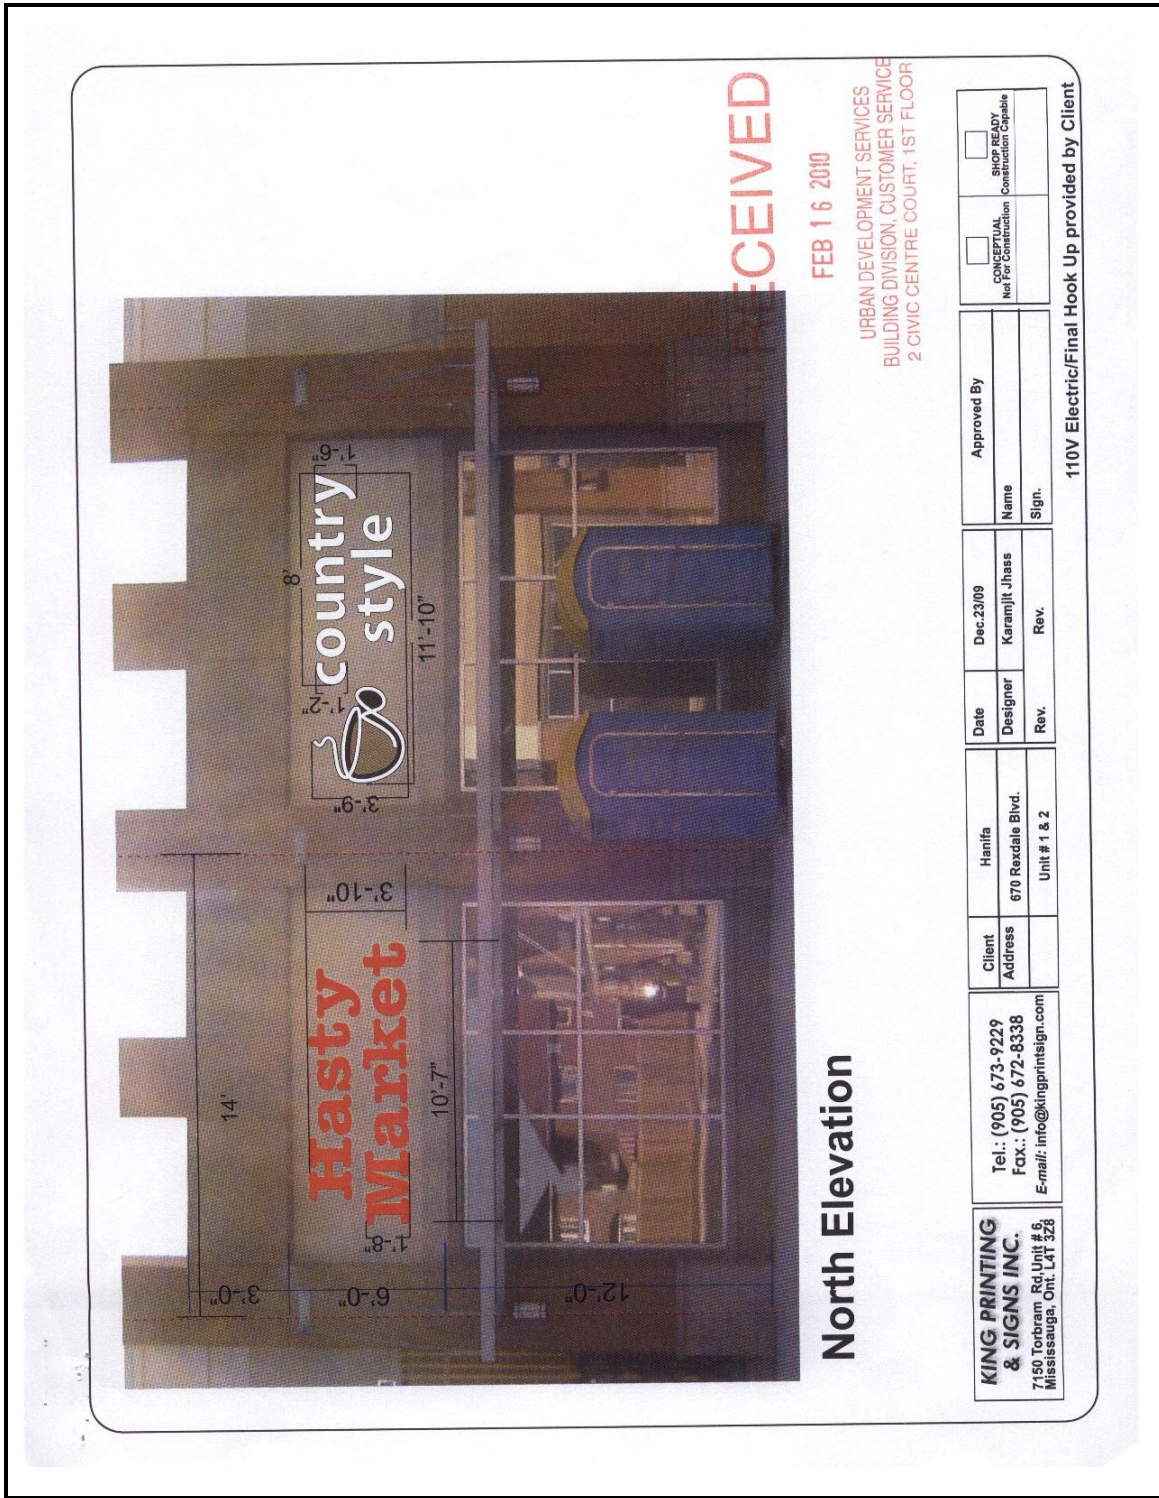 14'
3'-0"
6'-0"
12'-0"
Hasty
Market
1'-8"
10'-7"
3'-10"
3'-9"
1'-2"
8'
1'-6"
country
style
11'-10"
North Elevation
RECEIVED
FEB 16 2010
URBAN DEVELOPMENT SERVICES
BUILDING DIVISION, CUSTOMER SERVICE
2 CIVIC CENTRE COURT, 1ST FLOOR
KING PRINTING
& SIGNS INC.
7150 Torbram Rd,Unit # 6,
Mississauga, Ont. L4T 3Z8
Tel.: (905) 673-9229
Fax.: (905) 672-8338
E-mail: info@kingprintsign.com
Client Hanifa
Address 670 Rexdale Blvd.
Unit # 1 & 2
Date Dec.23/09
Designer Karamjit Jhass
Rev. Rev.
Approved By
Name
Sign.
CONCEPTUAL
Not For Construction
SHOP READY
Construction Capable
110V Electric/Final Hook Up provided by Client